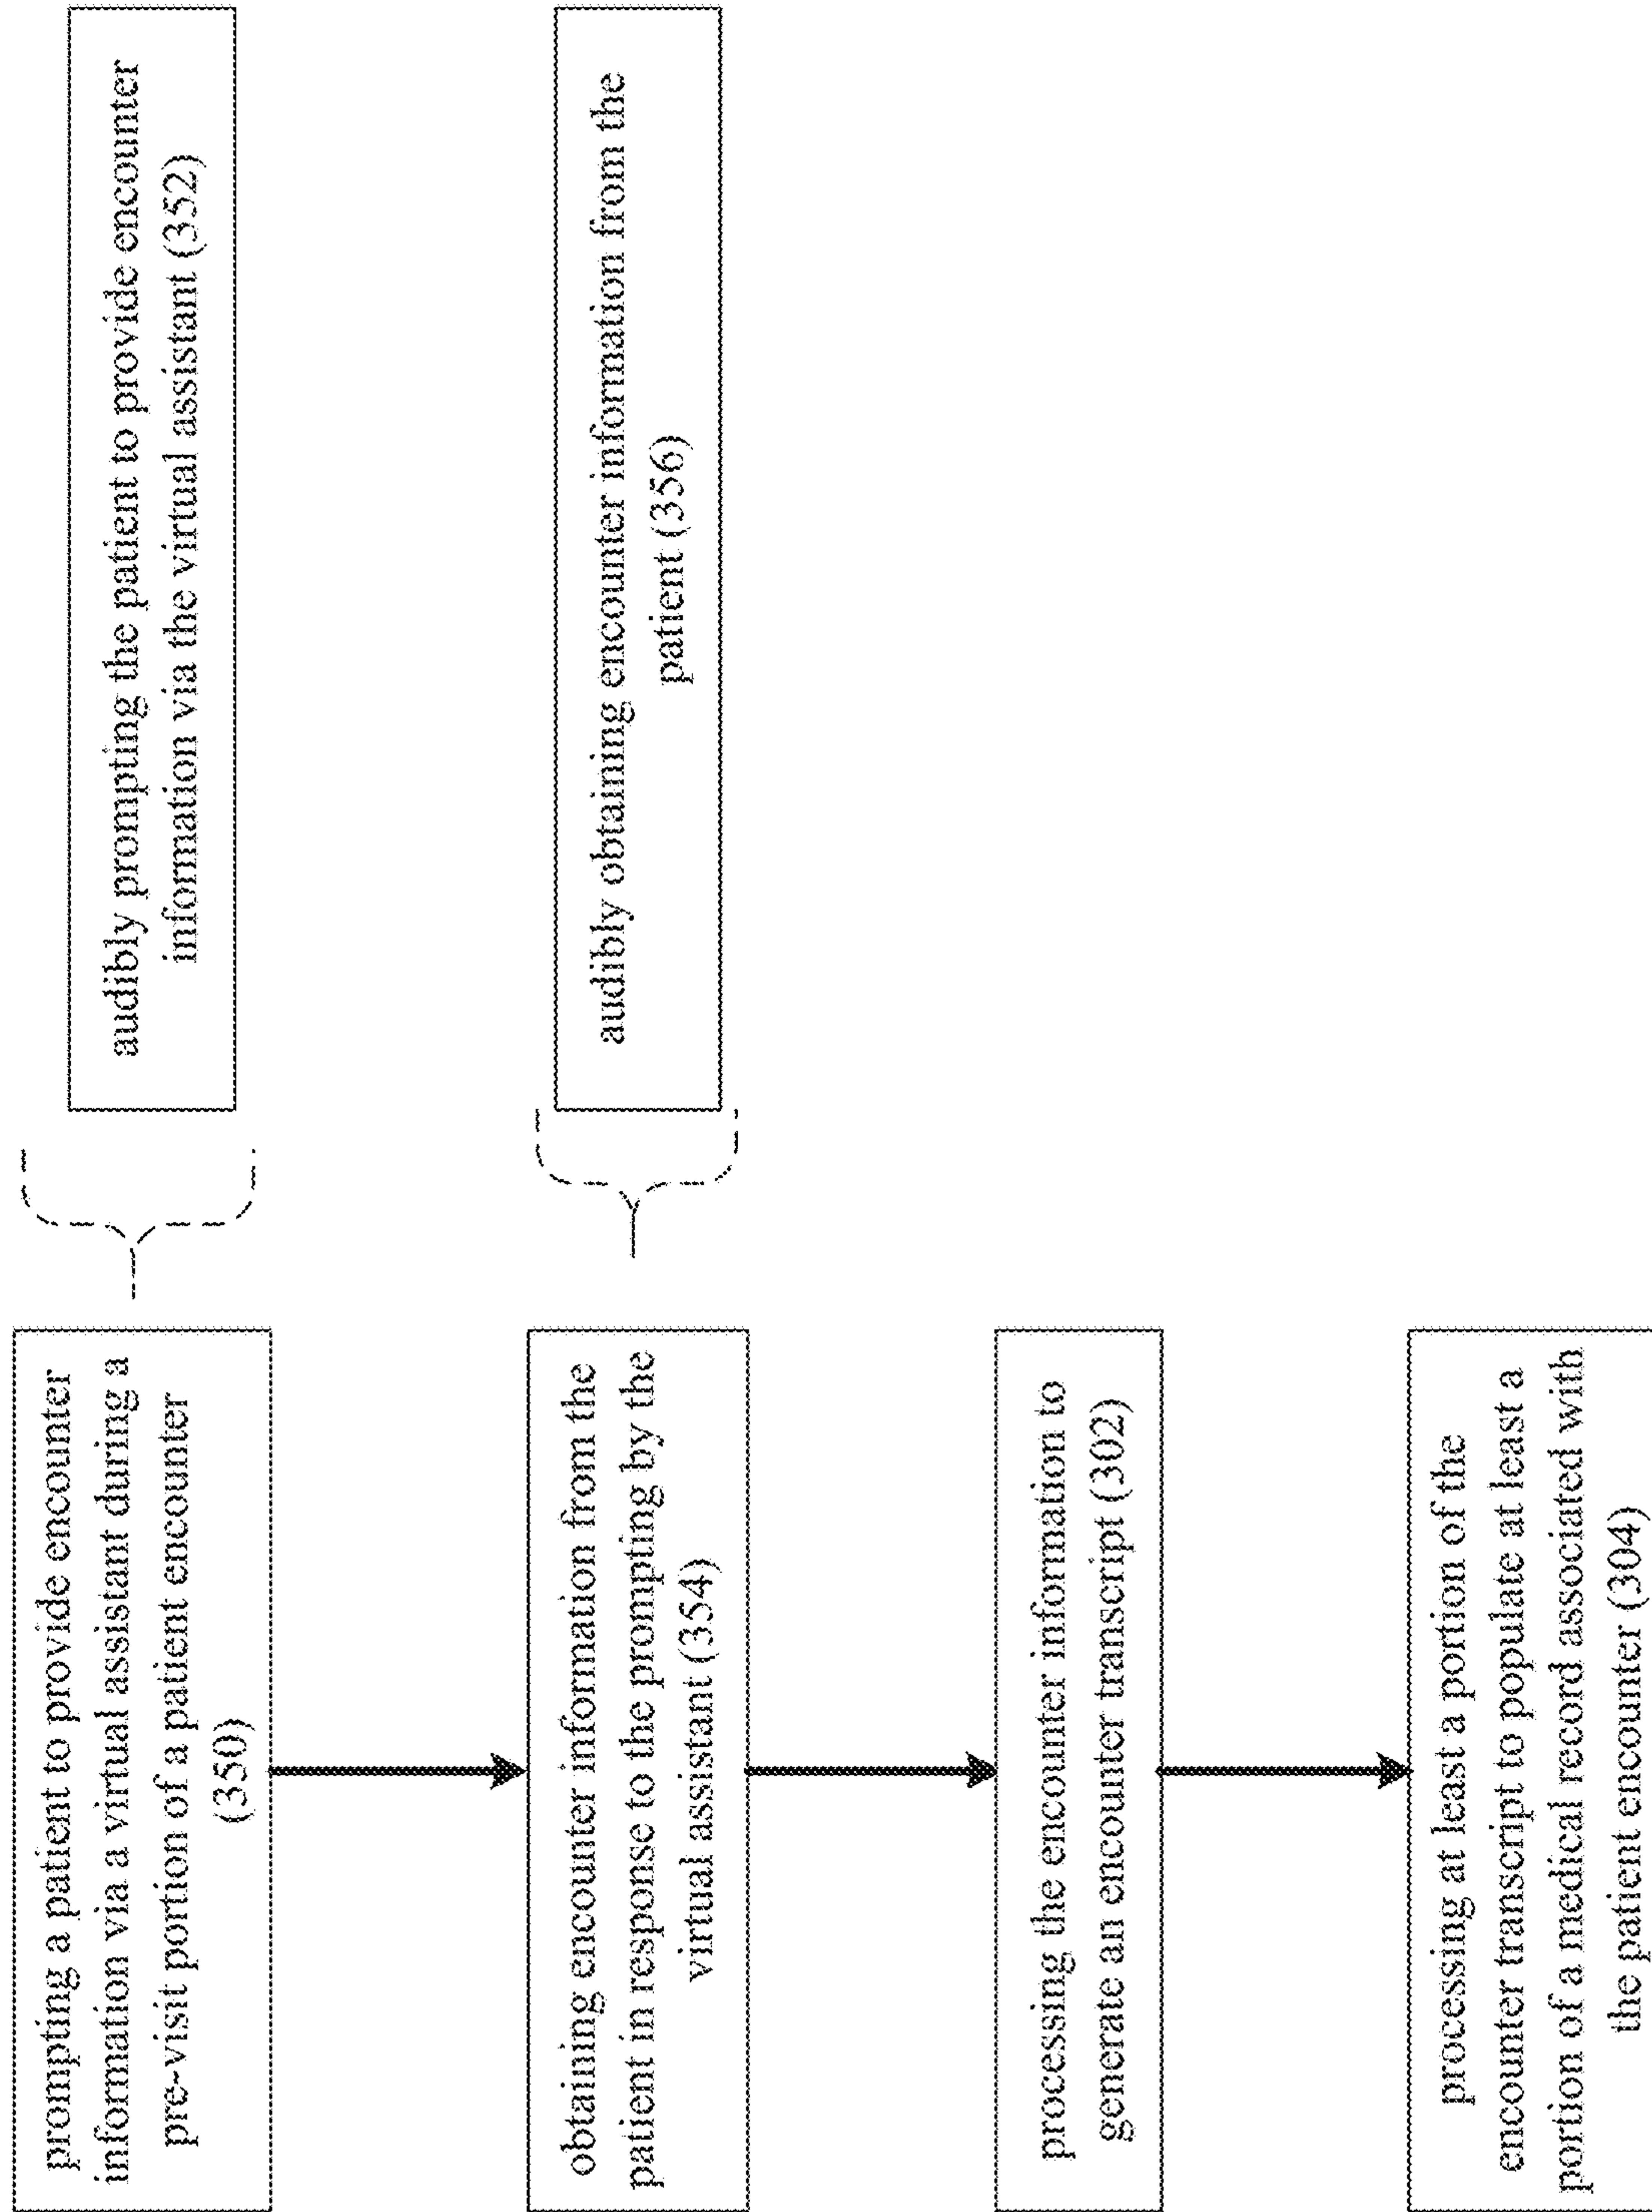 prompting a patient to provide encounter
information via a virtual assistant during a
pre-visit portion of a patient encounter
(350)
audibly prompting the patient to provide encounter
information via the virtual assistant (352)
obtaining encounter information from the
patient in response to the prompting by the
virtual assistant (354)
audibly obtaining encounter information from the
patient (356)
processing the encounter information to
generate an encounter transcript (302)
processing at least a portion of the
encounter transcript to populate at least a
portion of a medical record associated with
the patient encounter (304)